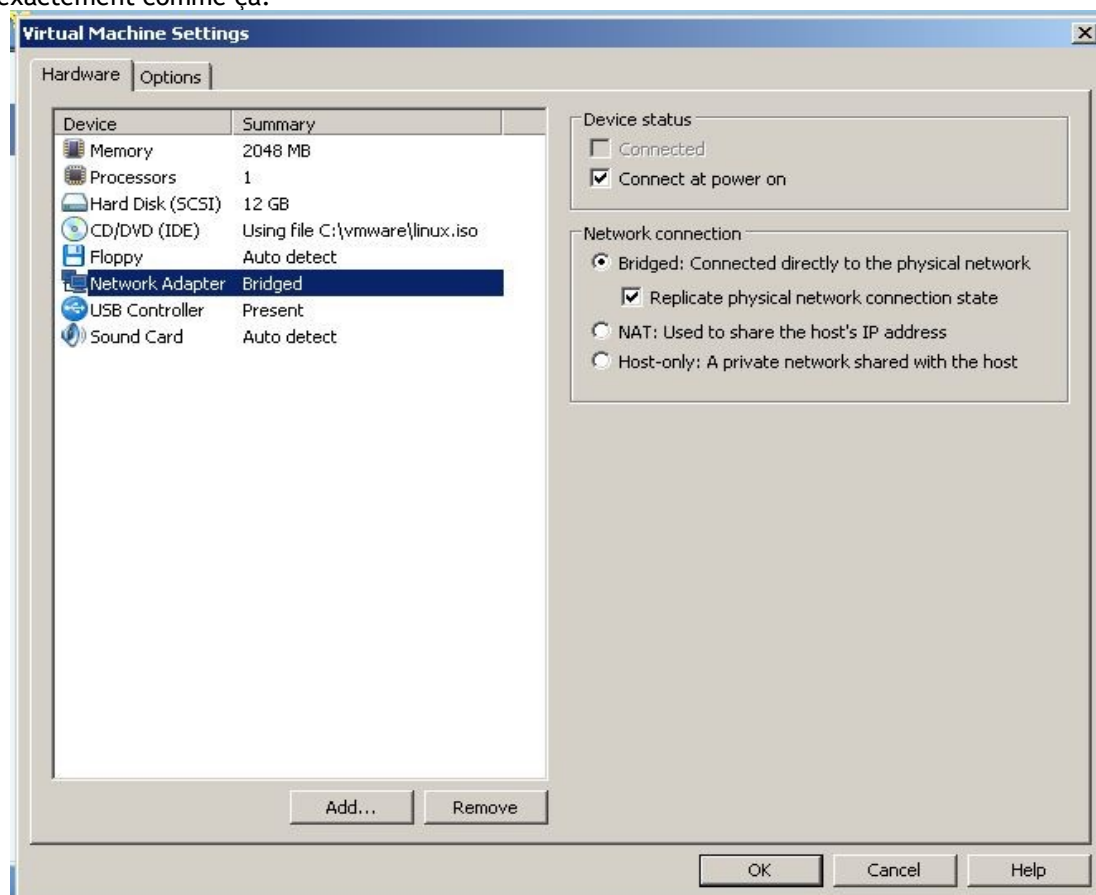 exactement comme ça:
Virtual Machine Settings
Hardware
Options
Device
Summary
Memory
2048 MB
Processors
1
Hard Disk (SCSI)
12 GB
CD/DVD (IDE)
Using file C:\vmware\linux.iso
Floppy
Auto detect
Network Adapter
Bridged
USB Controller
Present
Sound Card
Auto detect
Add...
Remove
Device status
Connected
Connect at power on
Network connection
Bridged: Connected directly to the physical network
Replicate physical network connection state
NAT: Used to share the host's IP address
Host-only: A private network shared with the host
OK
Cancel
Help